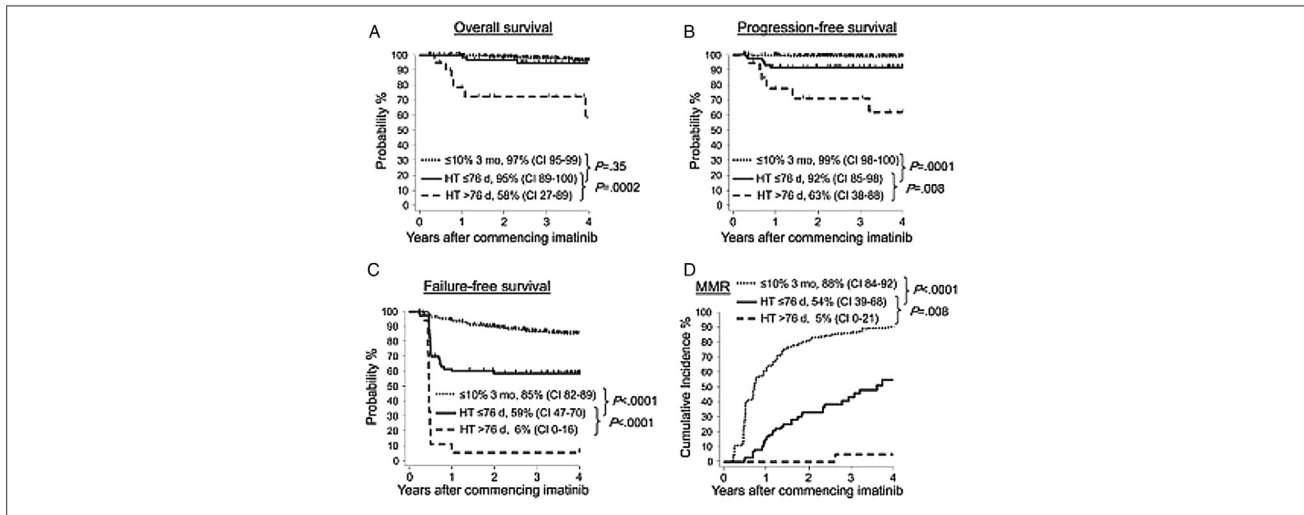 A
Overall survival
100
90
80
70
60
50
40
30
20
10
0
Probability %
≤10% 3 mo, 97% (CI 95-99)
HT ≤76 d, 95% (CI 89-100)
HT >76 d, 58% (CI 27-89)
P=.35
P=.0002
0 1 2 3 4
Years after commencing imatinib
B
Progression-free survival
100
90
80
70
60
50
40
30
20
10
0
Probability %
≤10% 3 mo, 99% (CI 98-100)
HT ≤76 d, 92% (CI 85-98)
HT >76 d, 63% (CI 38-88)
P=.0001
P=.008
0 1 2 3 4
Years after commencing imatinib
C
Failure-free survival
100
90
80
70
60
50
40
30
20
10
0
Probability %
≤10% 3 mo, 85% (CI 82-89)
HT ≤76 d, 59% (CI 47-70)
HT >76 d, 6% (CI 0-16)
P<.0001
P<.0001
0 1 2 3 4
Years after commencing imatinib
D
MMR
≤10% 3 mo, 88% (CI 84-92)
HT ≤76 d, 54% (CI 39-68)
HT >76 d, 5% (CI 0-21)
P<.0001
P=.008
100
90
80
70
60
50
40
30
20
10
0
Cumulative Incidence %
0 1 2 3 4
Years after commencing imatinib